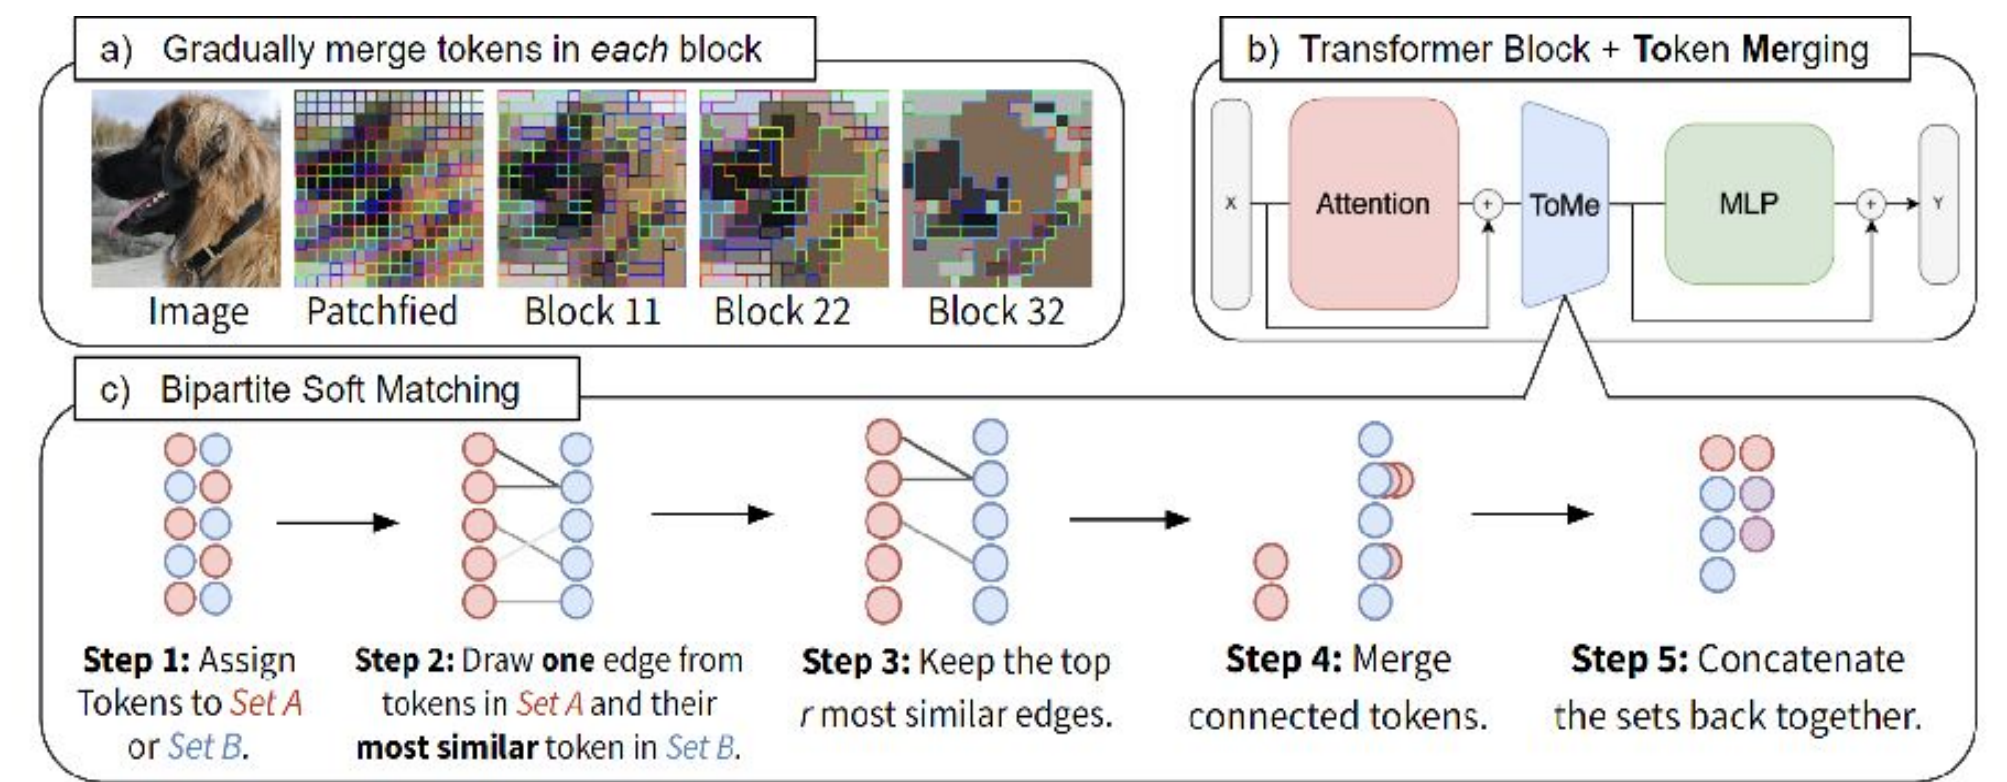 a) Gradually merge tokens in each block
Image
Patchfied
Block 11
Block 22
Block 32
b) Transformer Block + Token Merging
X
Attention
+
ToMe
MLP
+
Y
c) Bipartite Soft Matching
Step 1: Assign
Tokens to Set A
or Set B.
Step 2: Draw one edge from
tokens in Set A and their
most similar token in Set B.
Step 3: Keep the top
r most similar edges.
Step 4: Merge
connected tokens.
Step 5: Concatenate
the sets back together.